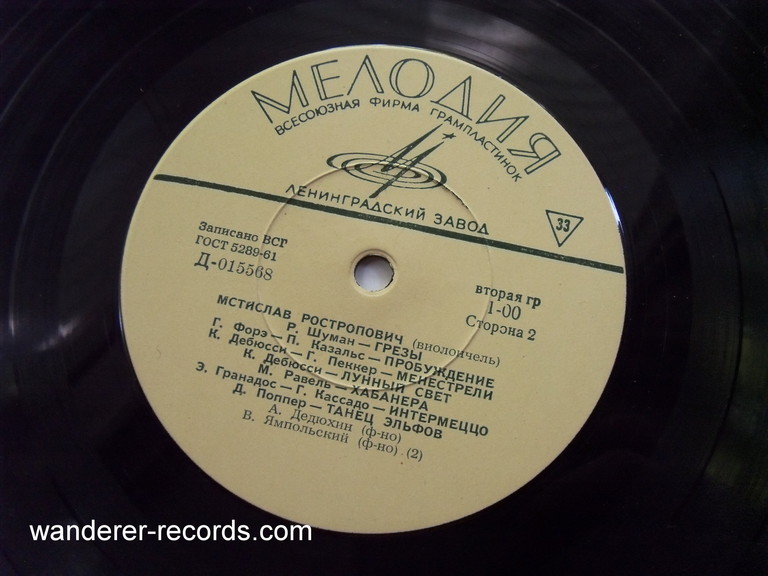 МЕЛОДИЯ
ВСЕСОЮЗНАЯ ФИРМА ГРАМПЛАСТИНОК
ЛЕНИНГРАДСКИЙ ЗАВОД
33
Записано ВСГ
ГОСТ 5289-61
Д-015568
вторая гр
1-00
Сторона 2
МСТИСЛАВ РОСТРОПОВИЧ (виолончель)
Р. Шуман — ГРЕЗЫ
Г. Форэ — П. Казальс — ПРОБУЖДЕНИЕ
К. Дебюсси — Г. Пеккер — МЕНЕСТРЕЛИ
К. Дебюсси — ЛУННЫЙ СВЕТ
М. Равель — ХАБАНЕРА
Э. Гранадос — Г. Кассадо — ИНТЕРМЕЦЦО
Д. Поппер — ТАНЕЦ ЭЛЬФОВ
А. Дедюхин (ф-но)
В. Ямпольский (ф-но) (2)
wanderer-records.com